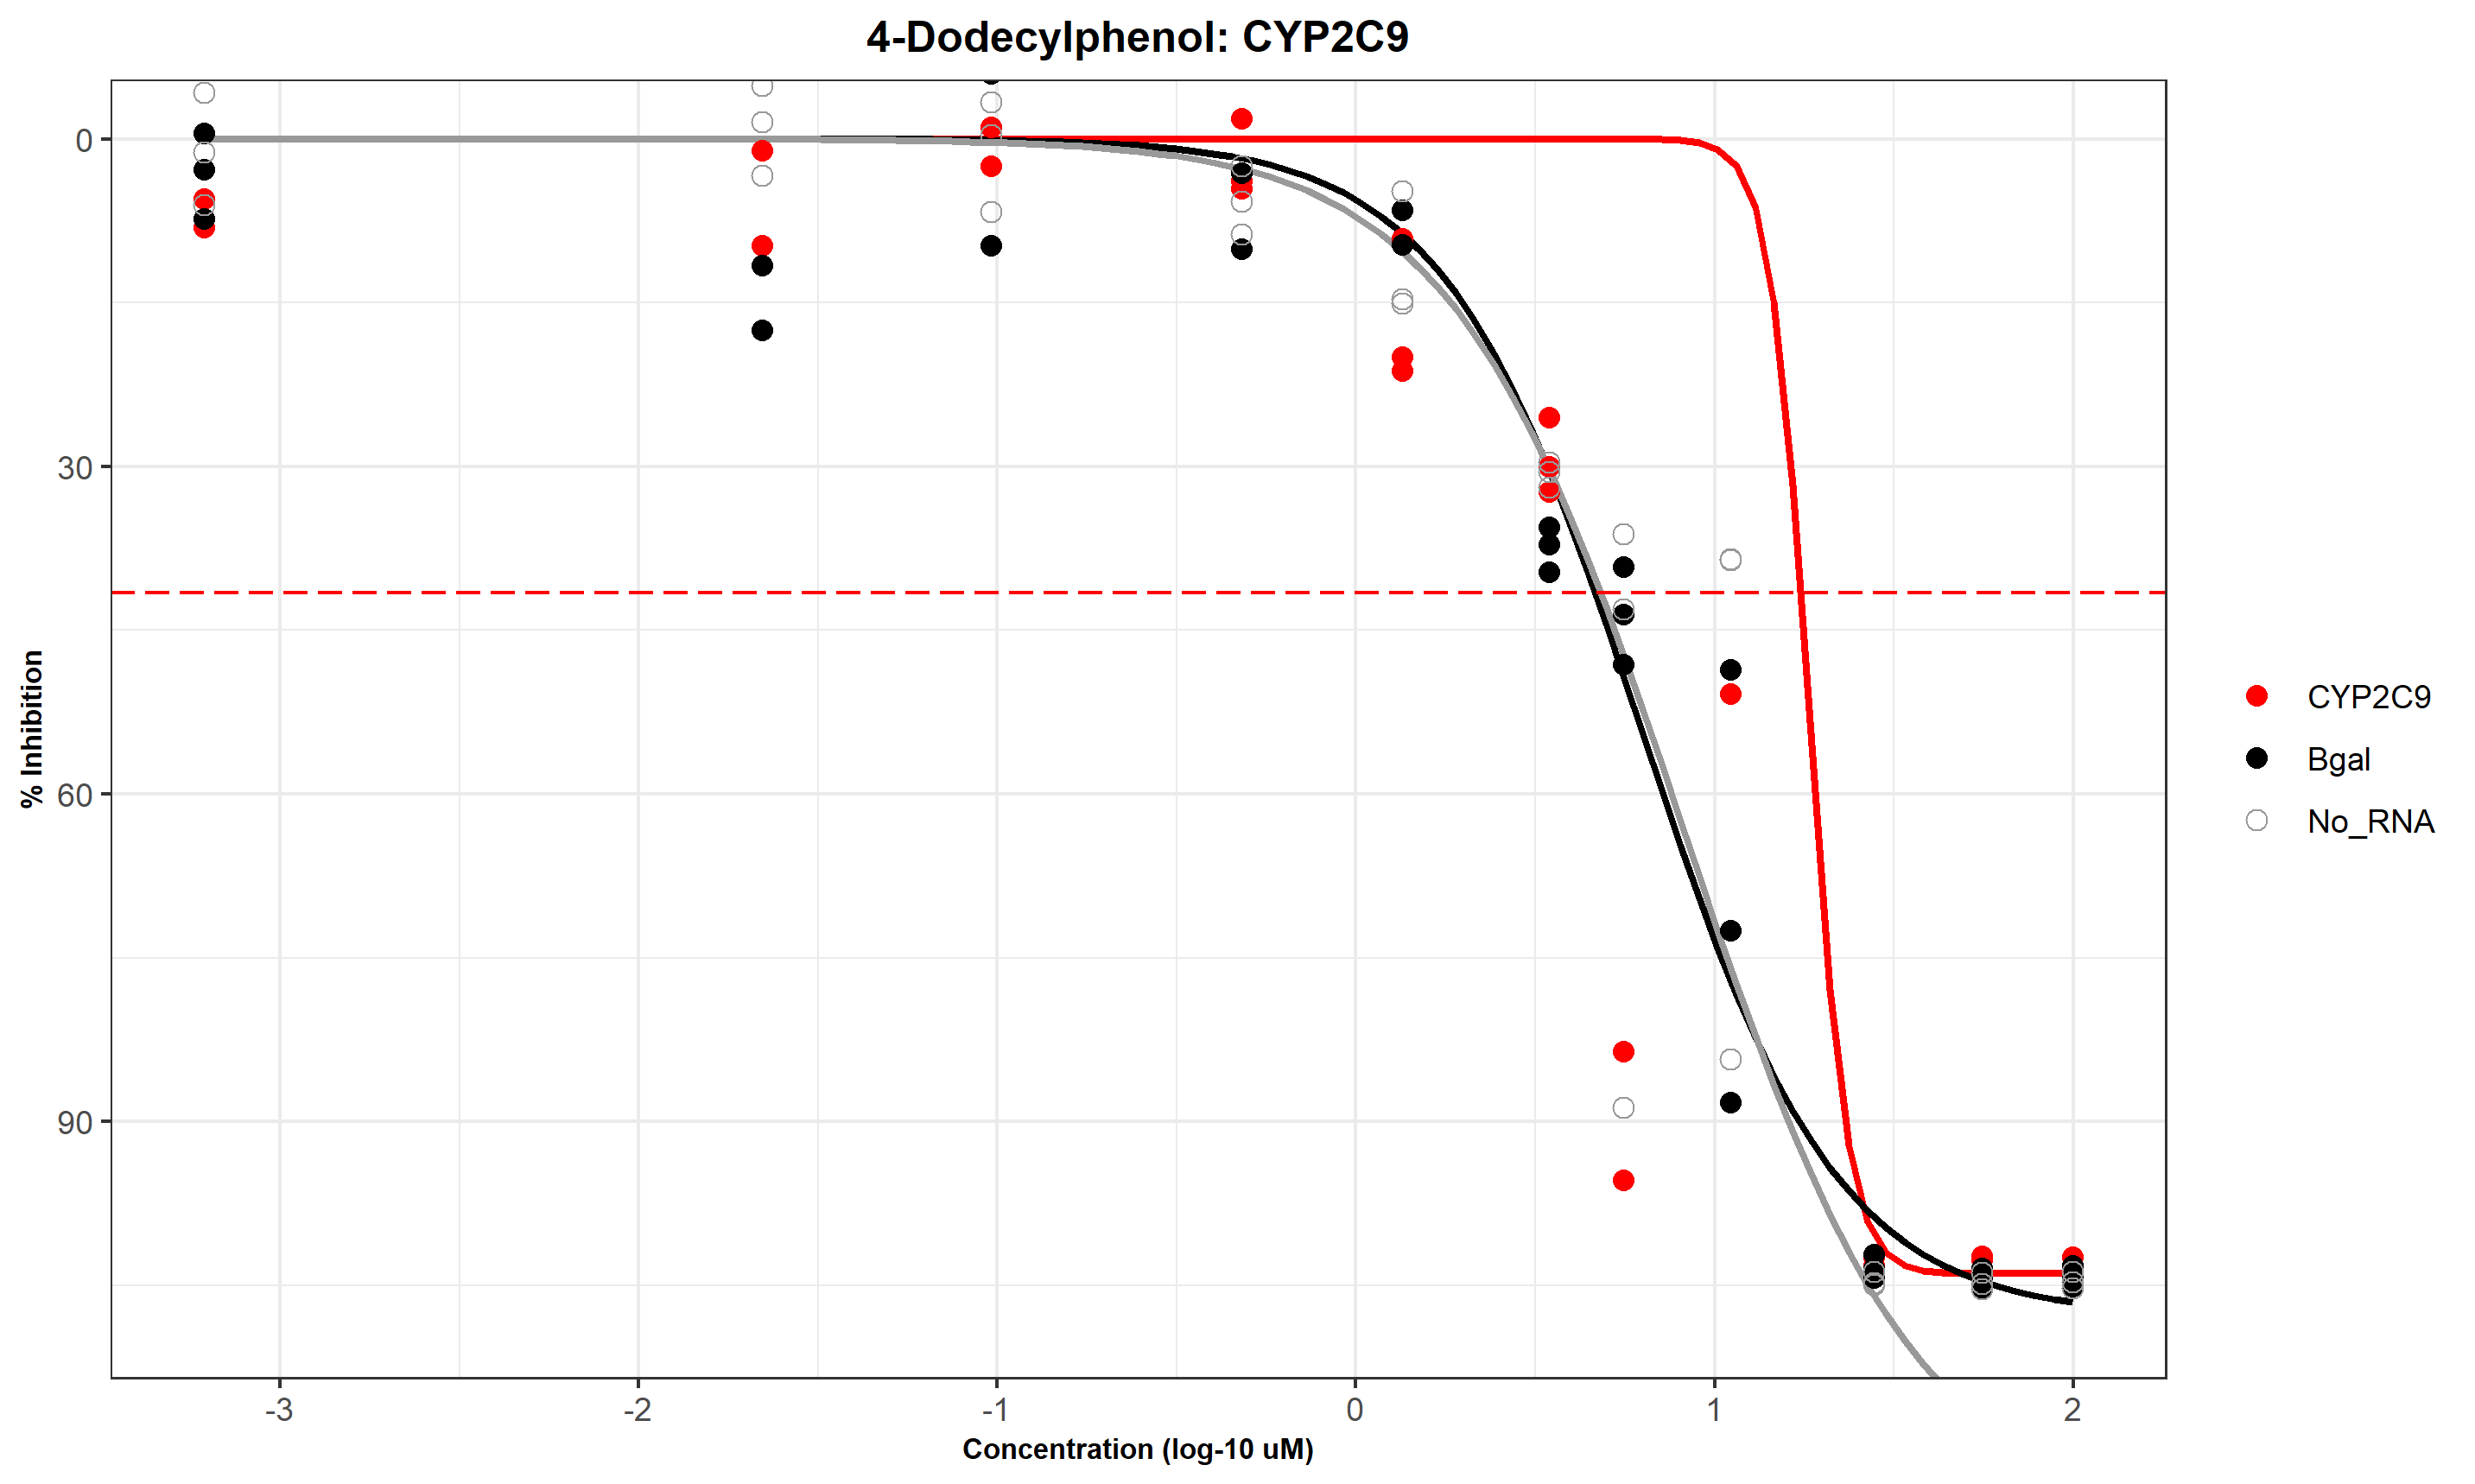 4-Dodecylphenol: CYP2C9
% Inhibition
0
30
60
90
-3
-2
-1
0
1
2
Concentration (log-10 uM)
CYP2C9
Bgal
No_RNA